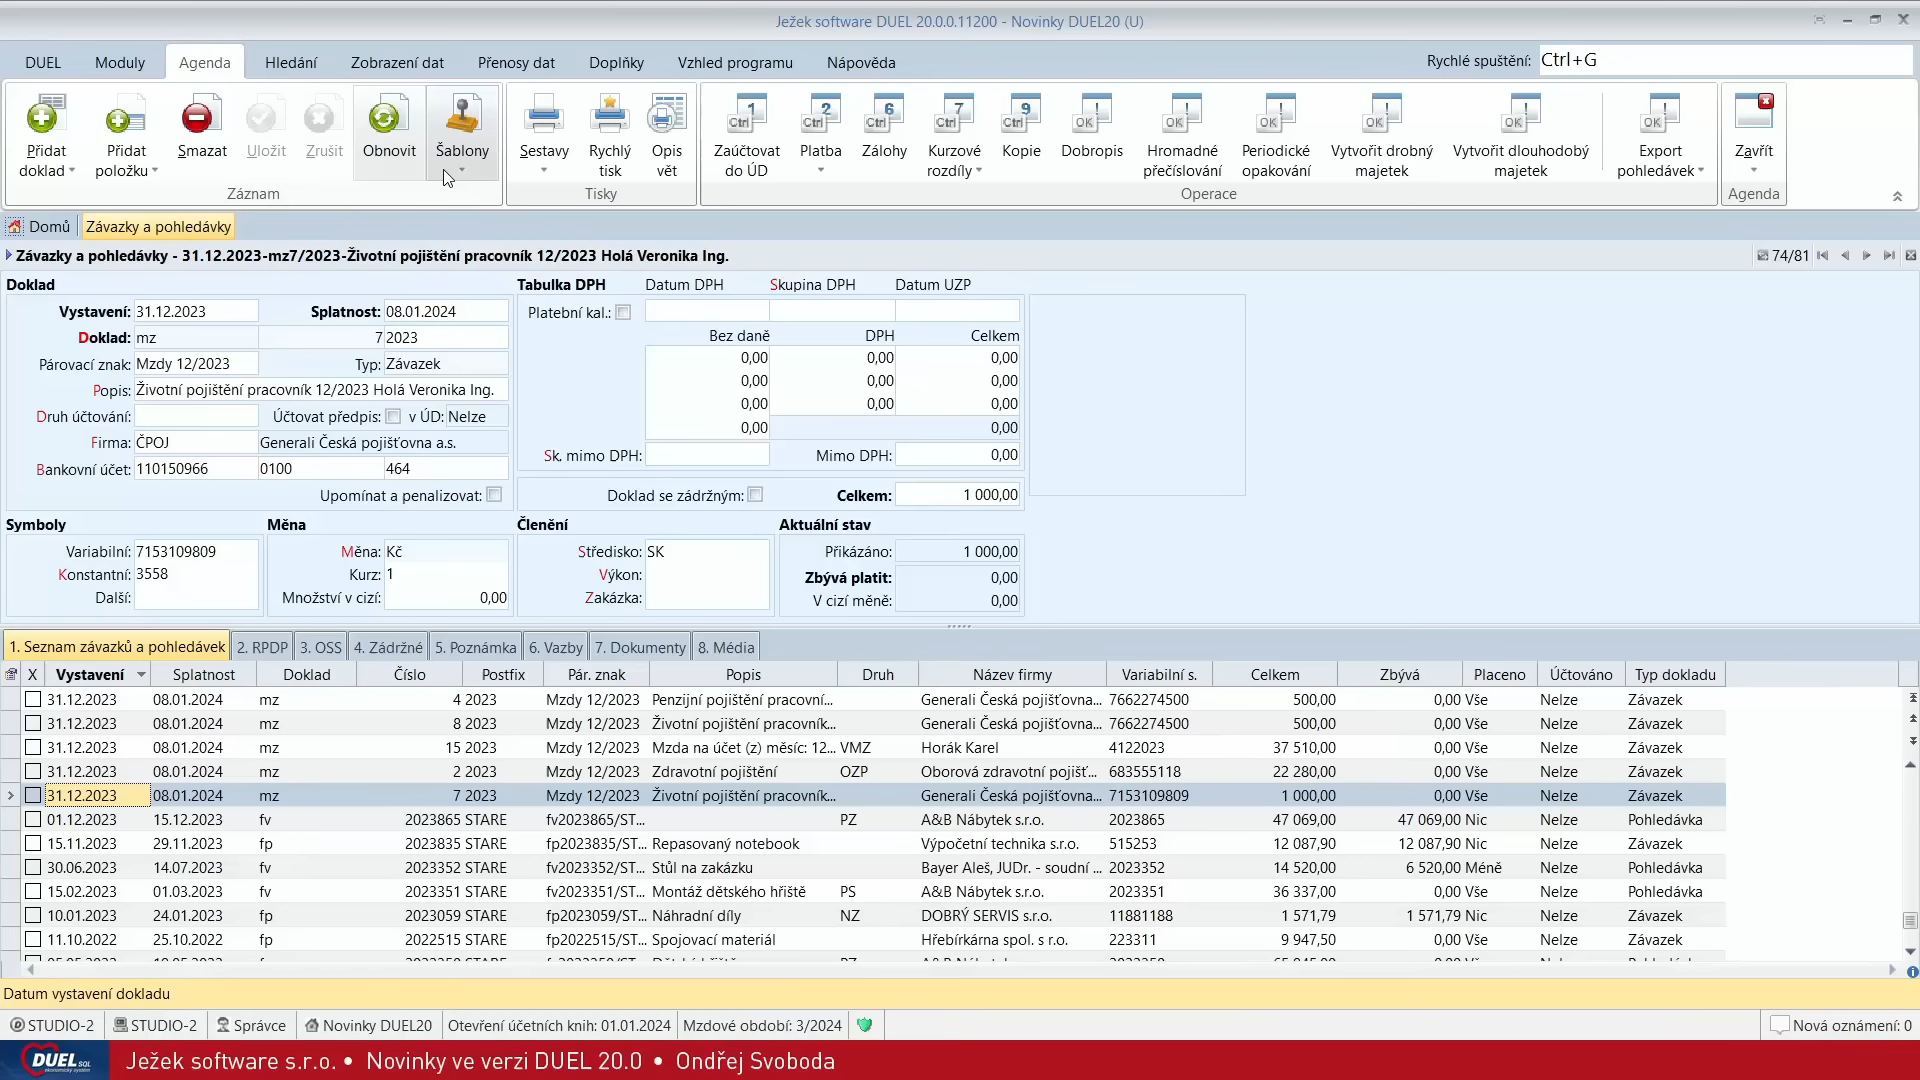 Ježek software DUEL 20.0.0.11200 - Novinky DUEL20 (U)
DUEL Moduly Agenda Hledání Zobrazení dat Přenosy dat Doplňky Vzhled programu Nápověda Rychlé spuštění: Ctrl+G
Přidat doklad Přidat položku Smazat Uložit Zrušit Obnovit Šablony Sestavy Rychlý tisk Opis vět Zaúčtovat do ÚD Platba Zálohy Kurzové rozdíly Kopie Dobropis Hromadné přečíslování Periodické opakování Vytvořit drobný majetek Vytvořit dlouhodobý majetek Export pohledávek Zavřít
Záznam Tisky Operace Agenda
Domů Závazky a pohledávky
Závazky a pohledávky - 31.12.2023-mz7/2023-Životní pojištění pracovník 12/2023 Holá Veronika Ing. 74/81
Doklad Tabulka DPH Datum DPH Skupina DPH Datum UZP
Vystavení: 31.12.2023 Splatnost: 08.01.2024 Platební kal.:
Doklad: mz 7 2023 Bez daně DPH Celkem
Párovací znak: Mzdy 12/2023 Typ: Závazek 0,00 0,00 0,00
Popis: Životní pojištění pracovník 12/2023 Holá Veronika Ing. 0,00 0,00 0,00
Druh účtování: Účtovat předpis: v ÚD: Nelze 0,00 0,00 0,00
Firma: ČPOJ Generali Česká pojišťovna a.s. 0,00 0,00
Bankovní účet: 110150966 0100 464 Sk. mimo DPH: Mimo DPH: 0,00
Upomínat a penalizovat: Doklad se zádržným: Celkem: 1 000,00
Symboly Měna Členění Aktuální stav
Variabilní: 7153109809 Měna: Kč Středisko: SK Přikázáno: 1 000,00
Konstantní: 3558 Kurz: 1 Výkon: Zbývá platit: 0,00
Další: Množství v cizí: 0,00 Zakázka: V cizí měně: 0,00
1. Seznam závazků a pohledávek 2. RPDP 3. OSS 4. Zádržné 5. Poznámka 6. Vazby 7. Dokumenty 8. Média
X Vystavení Splatnost Doklad Číslo Postfix Pár. znak Popis Druh Název firmy Variabilní s. Celkem Zbývá Placeno Účtováno Typ dokladu
31.12.2023 08.01.2024 mz 4 2023 Mzdy 12/2023 Penzijní pojištění pracovní... Generali Česká pojišťovna... 7662274500 500,00 0,00 Vše Nelze Závazek
31.12.2023 08.01.2024 mz 8 2023 Mzdy 12/2023 Životní pojištění pracovník... Generali Česká pojišťovna... 7662274500 500,00 0,00 Vše Nelze Závazek
31.12.2023 08.01.2024 mz 15 2023 Mzdy 12/2023 Mzda na účet (z) měsíc: 12... VMZ Horák Karel 4122023 37 510,00 0,00 Vše Nelze Závazek
31.12.2023 08.01.2024 mz 2 2023 Mzdy 12/2023 Zdravotní pojištění OZP Oborová zdravotní pojišť... 683555118 22 280,00 0,00 Vše Nelze Závazek
31.12.2023 08.01.2024 mz 7 2023 Mzdy 12/2023 Životní pojištění pracovník... Generali Česká pojišťovna... 7153109809 1 000,00 0,00 Vše Nelze Závazek
01.12.2023 15.12.2023 fv 2023865 STARE fv2023865/ST... PZ A&B Nábytek s.r.o. 2023865 47 069,00 47 069,00 Nic Nelze Pohledávka
15.11.2023 29.11.2023 fp 2023835 STARE fp2023835/ST... Repasovaný notebook Výpočetní technika s.r.o. 515253 12 087,90 12 087,90 Nic Nelze Závazek
30.06.2023 14.07.2023 fv 2023352 STARE fv2023352/ST... Stůl na zakázku Bayer Aleš, JUDr. - soudní ... 2023352 14 520,00 6 520,00 Méně Nelze Pohledávka
15.02.2023 01.03.2023 fv 2023351 STARE fv2023351/ST... Montáž dětského hřiště PS A&B Nábytek s.r.o. 2023351 36 337,00 0,00 Vše Nelze Pohledávka
10.01.2023 24.01.2023 fp 2023059 STARE fp2023059/ST... Náhradní díly NZ DOBRÝ SERVIS s.r.o. 11881188 1 571,79 1 571,79 Nic Nelze Závazek
11.10.2022 25.10.2022 fp 2022515 STARE fp2022515/ST... Spojovací materiál Hřebíkárna spol. s r.o. 223311 9 947,50 0,00 Vše Nelze Závazek
Datum vystavení dokladu
STUDIO-2 STUDIO-2 Správce Novinky DUEL20 Otevření účetních knih: 01.01.2024 Mzdové období: 3/2024 Nová oznámení: 0
DUEL SQL Ježek software s.r.o. • Novinky ve verzi DUEL 20.0 • Ondřej Svoboda